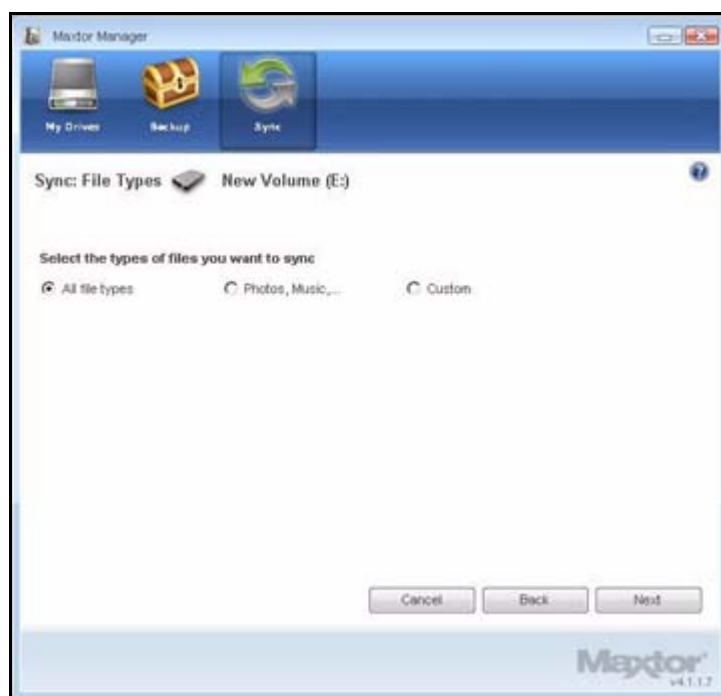 Maxtor Manager
My Drives Backup Sync
Sync: File Types New Volume (E:)
Select the types of files you want to sync
All file types Photos, Music,... Custom
Cancel Back Next
Maxtor
v4.1.1.7